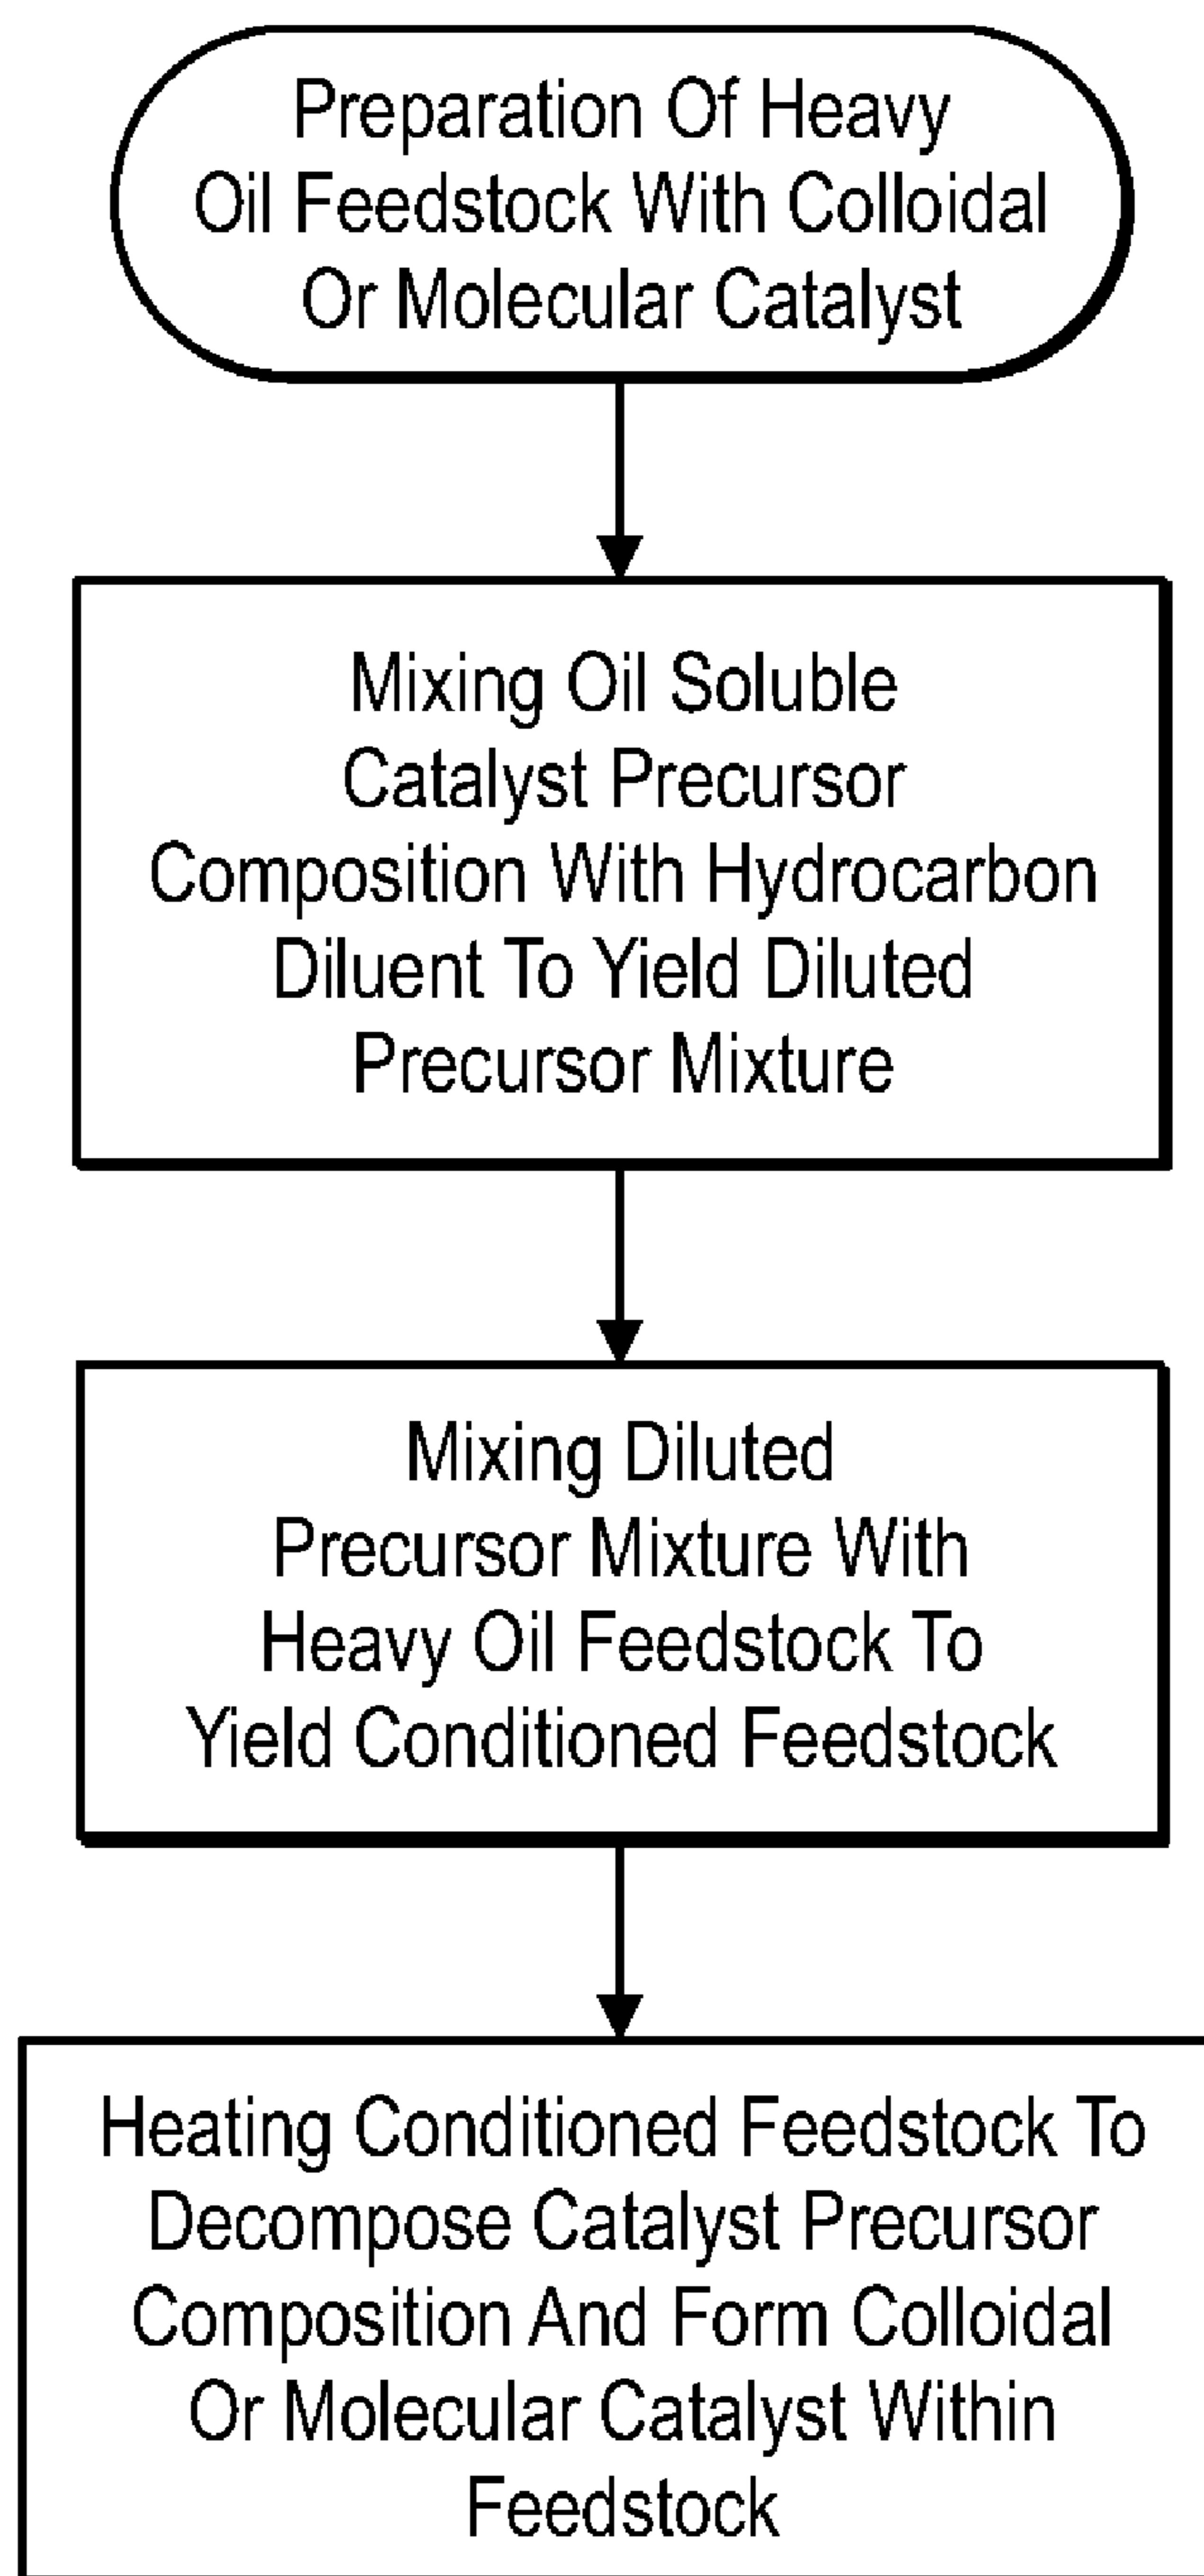 Preparation Of Heavy
Oil Feedstock With Colloidal
Or Molecular Catalyst
Mixing Oil Soluble
Catalyst Precursor
Composition With Hydrocarbon
Diluent To Yield Diluted
Precursor Mixture
Mixing Diluted
Precursor Mixture With
Heavy Oil Feedstock To
Yield Conditioned Feedstock
Heating Conditioned Feedstock To
Decompose Catalyst Precursor
Composition And Form Colloidal
Or Molecular Catalyst Within
Feedstock